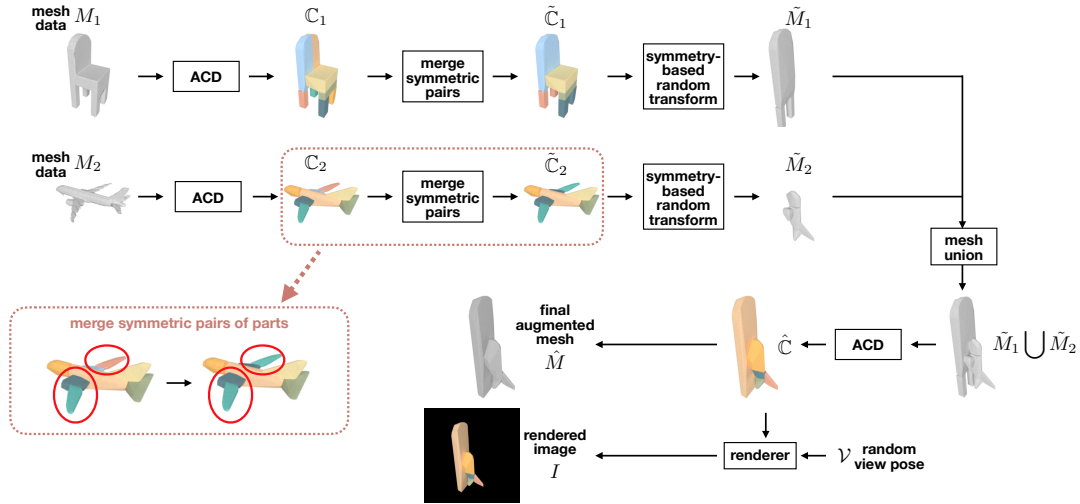 mesh
data M₁
ℂ₁
ℂ̃₁
M̃₁
ACD
merge
symmetric
pairs
symmetry-
based
random
transform
mesh
data M₂
ℂ₂
ℂ̃₂
M̃₂
ACD
merge
symmetric
pairs
symmetry-
based
random
transform
mesh
union
merge symmetric pairs of parts
final
augmented
mesh
M̂
ℂ̂
ACD
M̃₁ ⋃ M̃₂
rendered
image
I
renderer
𝒱 random
view pose